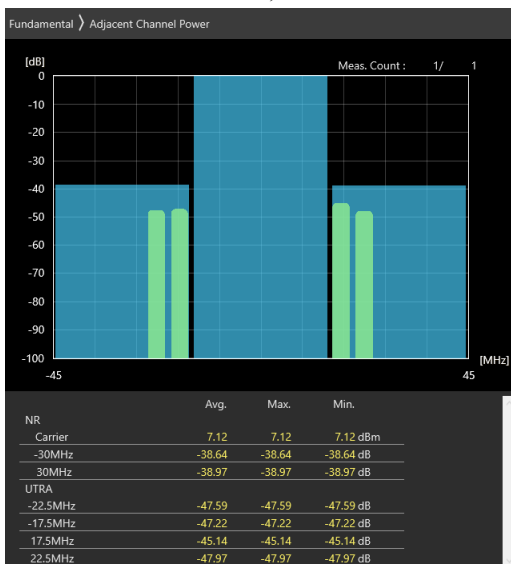 Fundamental 〉 Adjacent Channel Power
[dB] Meas. Count : 1/ 1
0
-10
-20
-30
-40
-50
-60
-70
-80
-90
-100 [MHz]
-45 45
Avg. Max. Min.
NR
Carrier 7.12 7.12 7.12 dBm
-30MHz -38.64 -38.64 -38.64 dB
30MHz -38.97 -38.97 -38.97 dB
UTRA
-22.5MHz -47.59 -47.59 -47.59 dB
-17.5MHz -47.22 -47.22 -47.22 dB
17.5MHz -45.14 -45.14 -45.14 dB
22.5MHz -47.97 -47.97 -47.97 dB